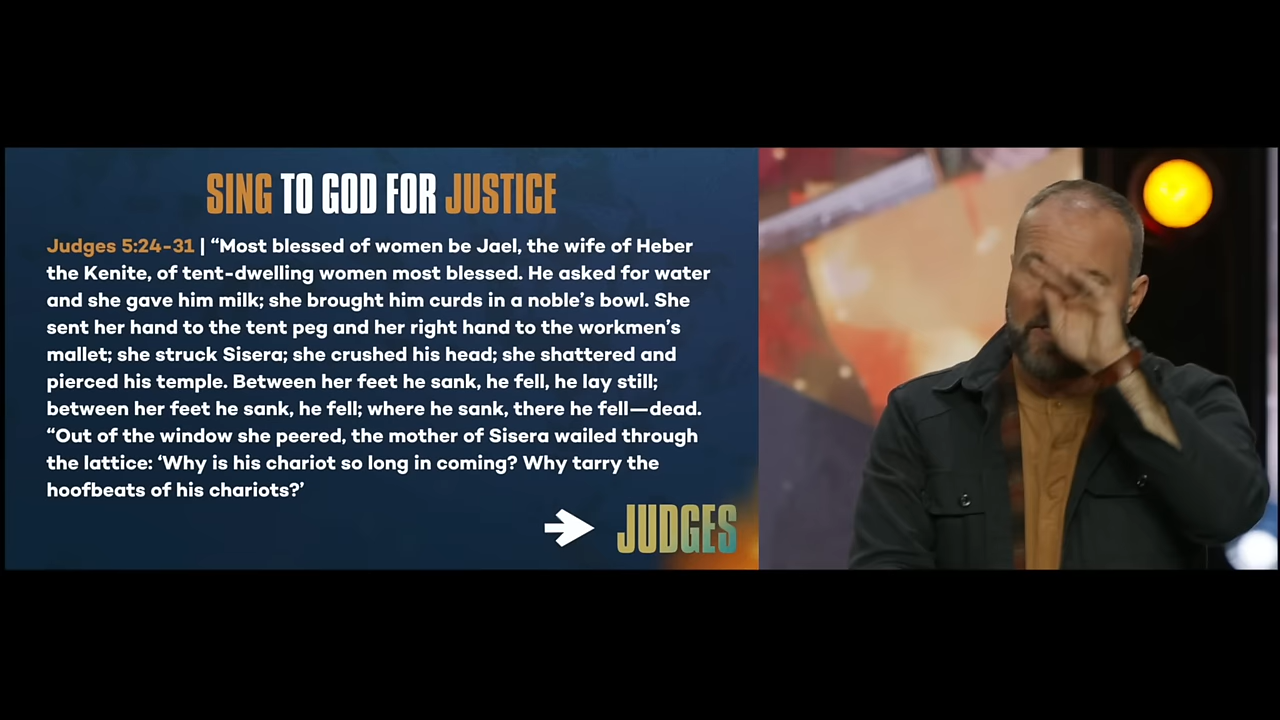 SING TO GOD FOR JUSTICE
Judges 5:24-31 | “Most blessed of women be Jael, the wife of Heber
the Kenite, of tent-dwelling women most blessed. He asked for water
and she gave him milk; she brought him curds in a noble’s bowl. She
sent her hand to the tent peg and her right hand to the workmen’s
mallet; she struck Sisera; she crushed his head; she shattered and
pierced his temple. Between her feet he sank, he fell, he lay still;
between her feet he sank, he fell; where he sank, there he fell—dead.
“Out of the window she peered, the mother of Sisera wailed through
the lattice: ‘Why is his chariot so long in coming? Why tarry the
hoofbeats of his chariots?’
JUDGES